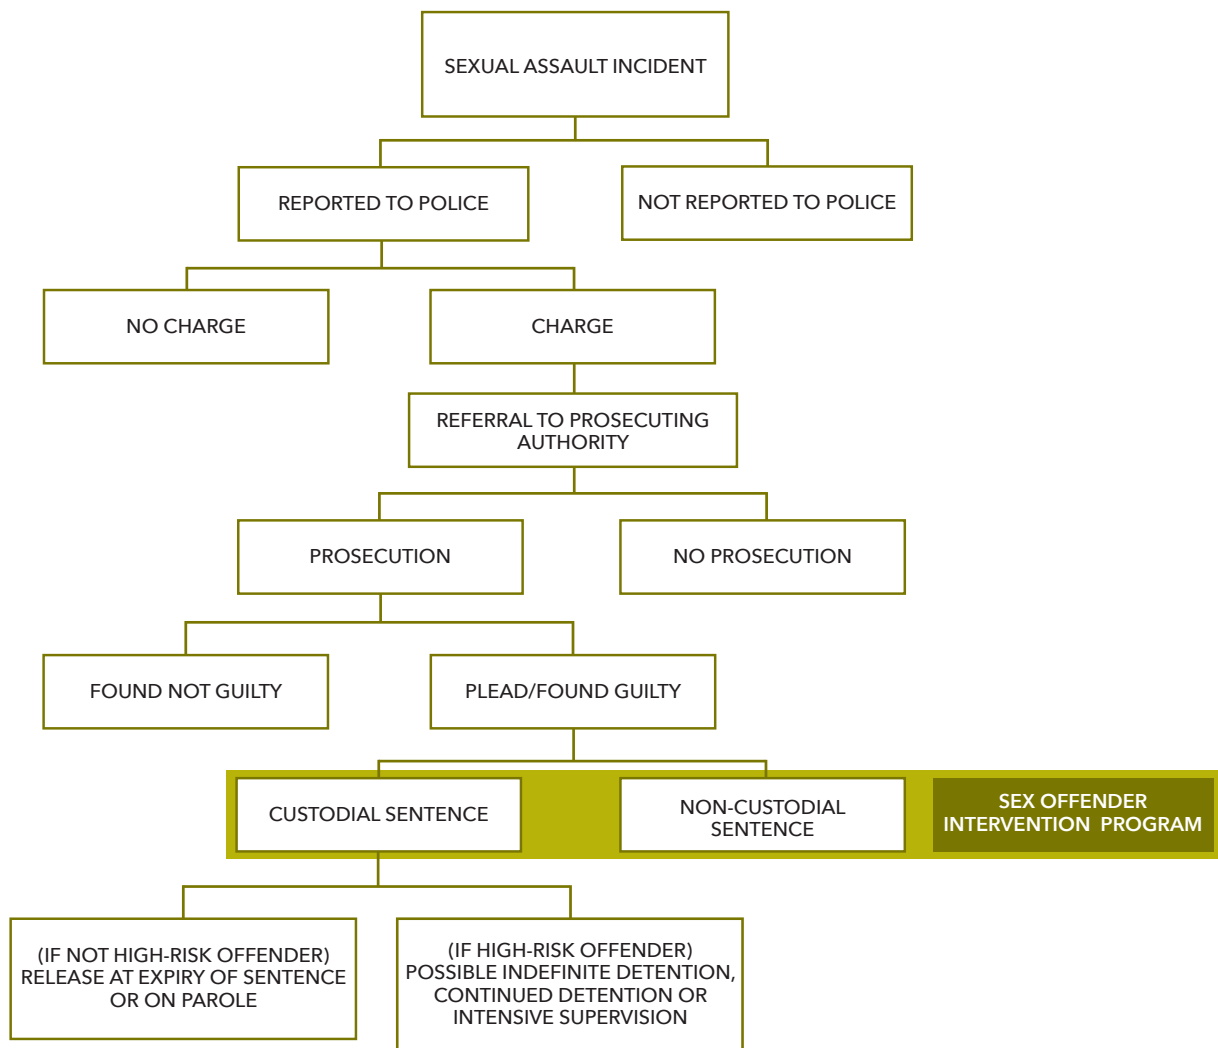 SEXUAL ASSAULT INCIDENT
REPORTED TO POLICE
NOT REPORTED TO POLICE
NO CHARGE
CHARGE
REFERRAL TO PROSECUTING
AUTHORITY
PROSECUTION
NO PROSECUTION
FOUND NOT GUILTY
PLEAD/FOUND GUILTY
CUSTODIAL SENTENCE
NON-CUSTODIAL
SENTENCE
SEX OFFENDER
INTERVENTION PROGRAM
(IF NOT HIGH-RISK OFFENDER)
RELEASE AT EXPIRY OF SENTENCE
OR ON PAROLE
(IF HIGH-RISK OFFENDER)
POSSIBLE INDEFINITE DETENTION,
CONTINUED DETENTION OR
INTENSIVE SUPERVISION